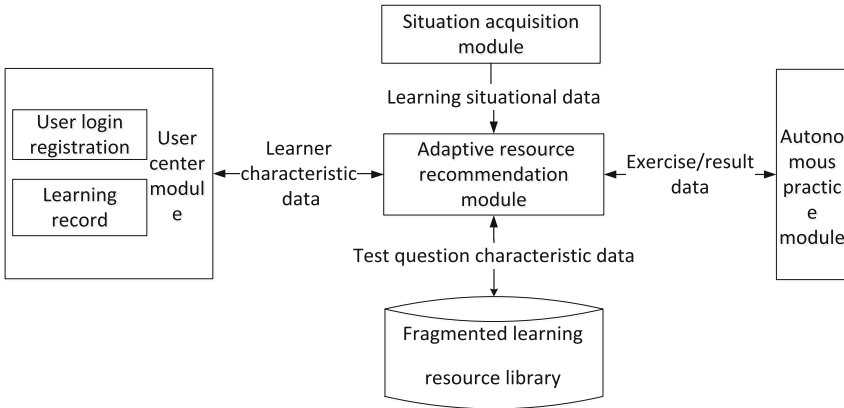 Situation acquisition
module
Learning situational data
User login
registration
Learning
record
User
center
modul
e
Learner
characteristic
data
Adaptive resource
recommendation
module
Exercise/result
data
Autono
mous
practic
e
module
Test question characteristic data
Fragmented learning
resource library